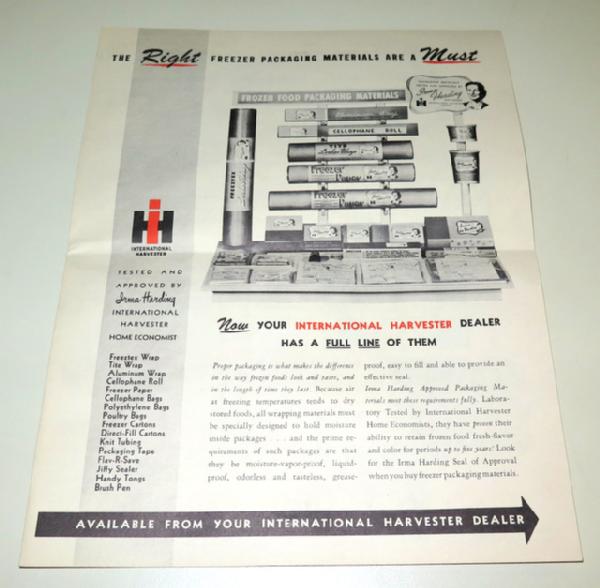 THE Right FREEZER PACKAGING MATERIALS ARE A Must
FROZEN FOOD PACKAGING MATERIALS
Irma Harding
CELLOPHANE ROLL
FREEZER
Freezer
Freezer
IH
INTERNATIONAL
HARVESTER
TESTED AND
APPROVED BY
Irma Harding
INTERNATIONAL
HARVESTER
HOME ECONOMIST
Freezer Wrap
Tite Wrap
Aluminum Wrap
Cellophane Roll
Freezer Paper
Cellophane Bags
Polyethylene Bags
Poultry Bags
Freezer Cartons
Direct-Fill Cartons
Knit Tubing
Packaging Tape
Flav-R-Save
Jiffy Sealer
Handy Tongs
Brush Pen
Now YOUR INTERNATIONAL HARVESTER DEALER
HAS A FULL LINE OF THEM
Proper packaging is what makes the difference
in the way frozen foods look and taste, and
in the length of time they last. Because air
at freezing temperatures tends to dry
stored foods, all wrapping materials must
be specially designed to hold moisture
inside packages . . . and the prime re-
quirements of such packages are that
they be moisture-vapor-proof, liquid-
proof, odorless and tasteless, grease-
proof, easy to fill and able to provide an
effective seal.
Irma Harding Approved Packaging Ma-
terials meet these requirements fully. Labora-
tory Tested by International Harvester
Home Economists, they have proven their
ability to retain frozen food fresh-flavor
and color for periods up to five years! Look
for the Irma Harding Seal of Approval
when you buy freezer packaging materials.
AVAILABLE FROM YOUR INTERNATIONAL HARVESTER DEALER